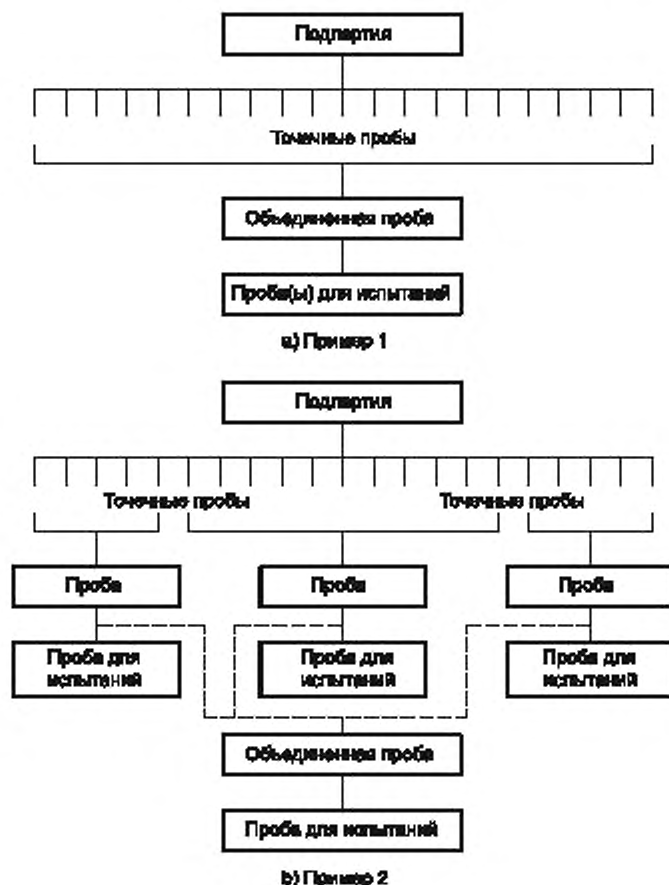 Подпартия
Точечные пробы
Объединенная проба
Проба(ы) для испытаний
a) Пример 1
Подпартия
Точечные пробы Точечные пробы
Проба Проба Проба
Проба для Проба для Проба для
испытаний испытаний испытаний
Объединенная проба
Проба для испытаний
b) Пример 2